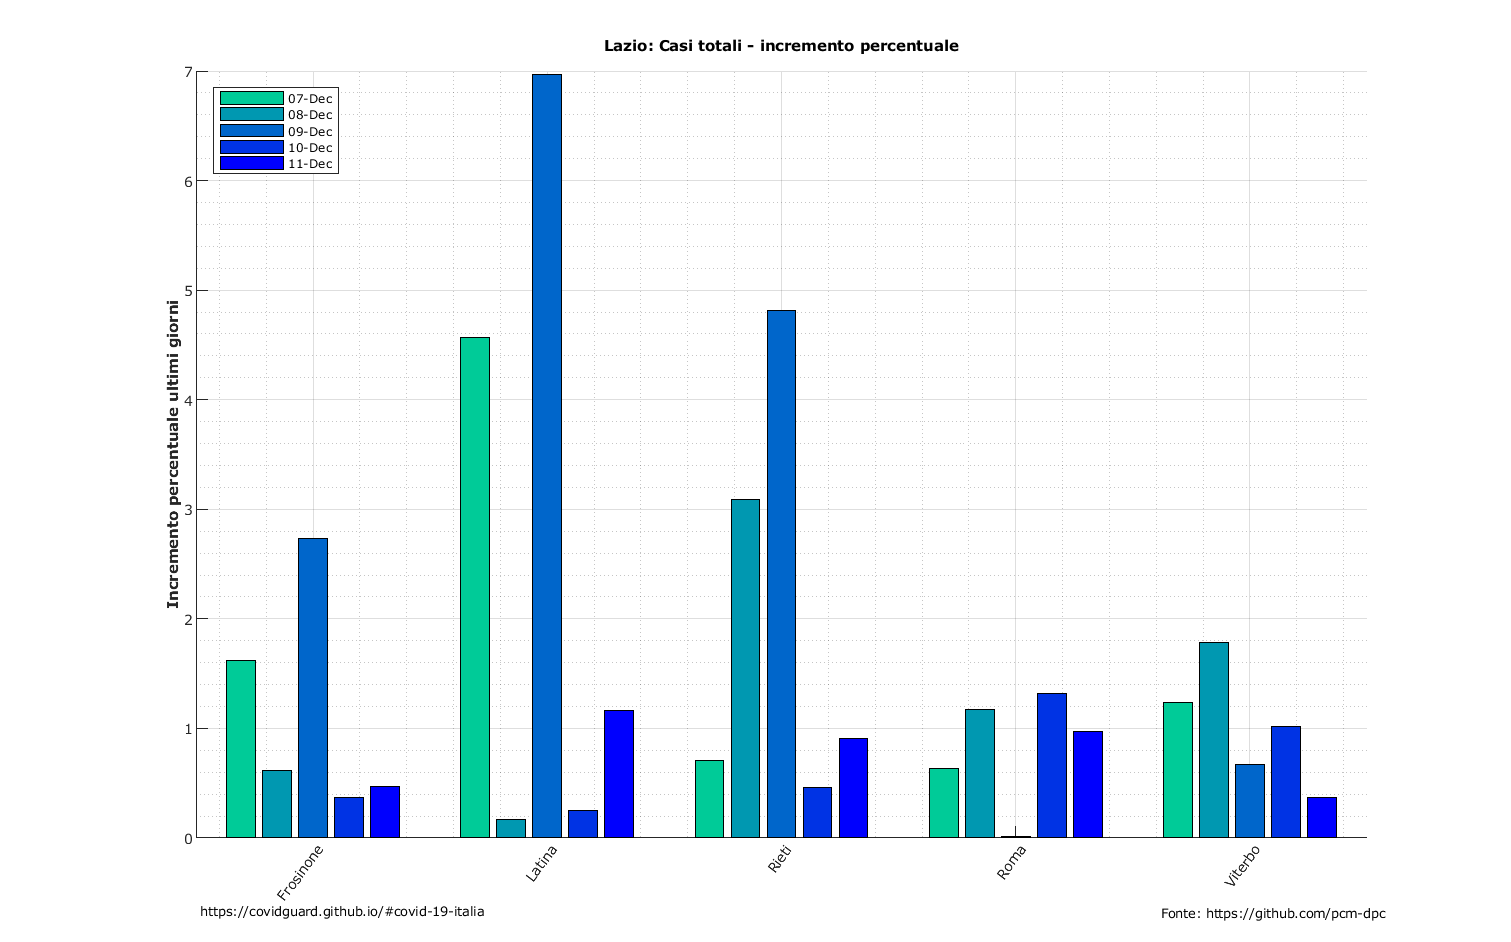 Lazio: Casi totali - incremento percentuale
07-Dec
08-Dec
09-Dec
10-Dec
11-Dec
Incremento percentuale ultimi giorni
7
6
5
4
3
2
1
0
Frosinone
Latina
Rieti
Roma
Viterbo
https://covidguard.github.io/#covid-19-italia
Fonte: https://github.com/pcm-dpc